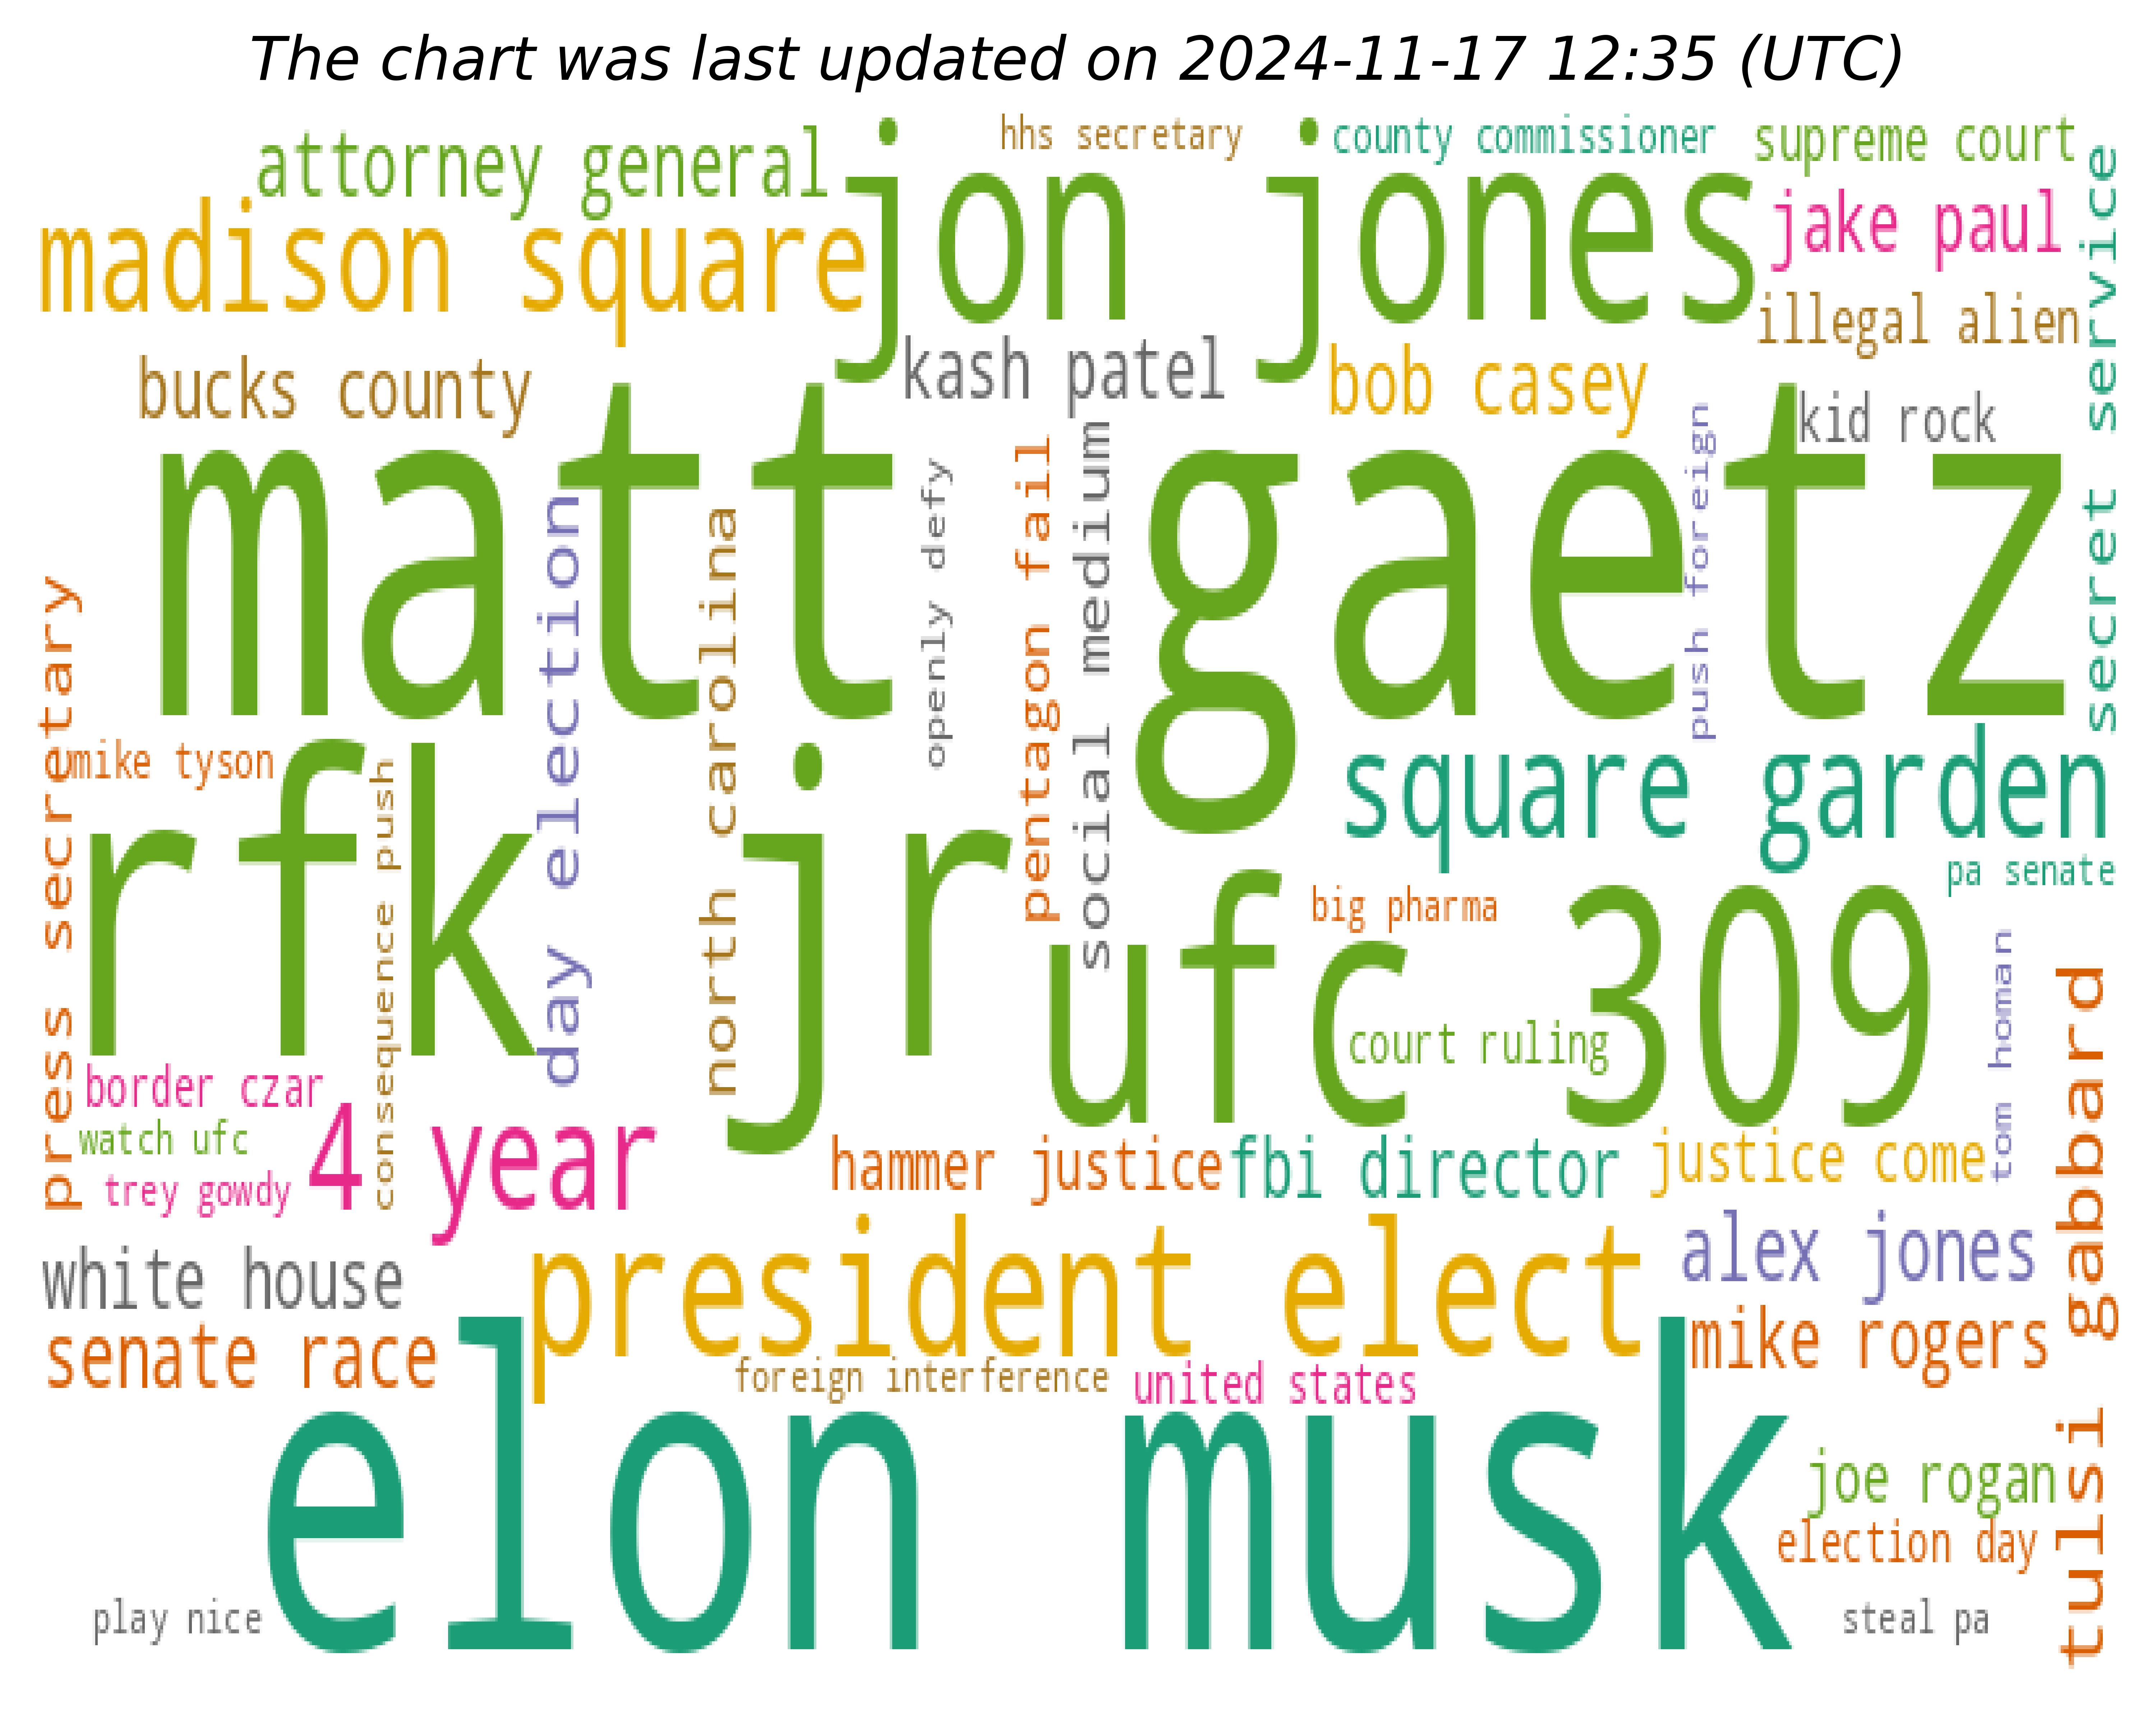 The chart was last updated on 2024-11-17 12:35 (UTC)
hhs secretary
county commissioner
supreme court
attorney general
jon jones
jake paul
madison square
secret service
illegal alien
kash patel
bob casey
bucks county
kid rock
matt gaetz
push foreign
openly defy
pentagon fail
social medium
day election
north carolina
press secretary
mike tyson
square garden
rfk jr
consequence push
pa senate
big pharma
ufc 309
court ruling
tom homan
border czar
watch ufc
trey gowdy
4 year
hammer justice
fbi director
justice come
tulsi gabbard
white house
president elect
alex jones
senate race
mike rogers
foreign interference
united states
elon musk
joe rogan
election day
play nice
steal pa